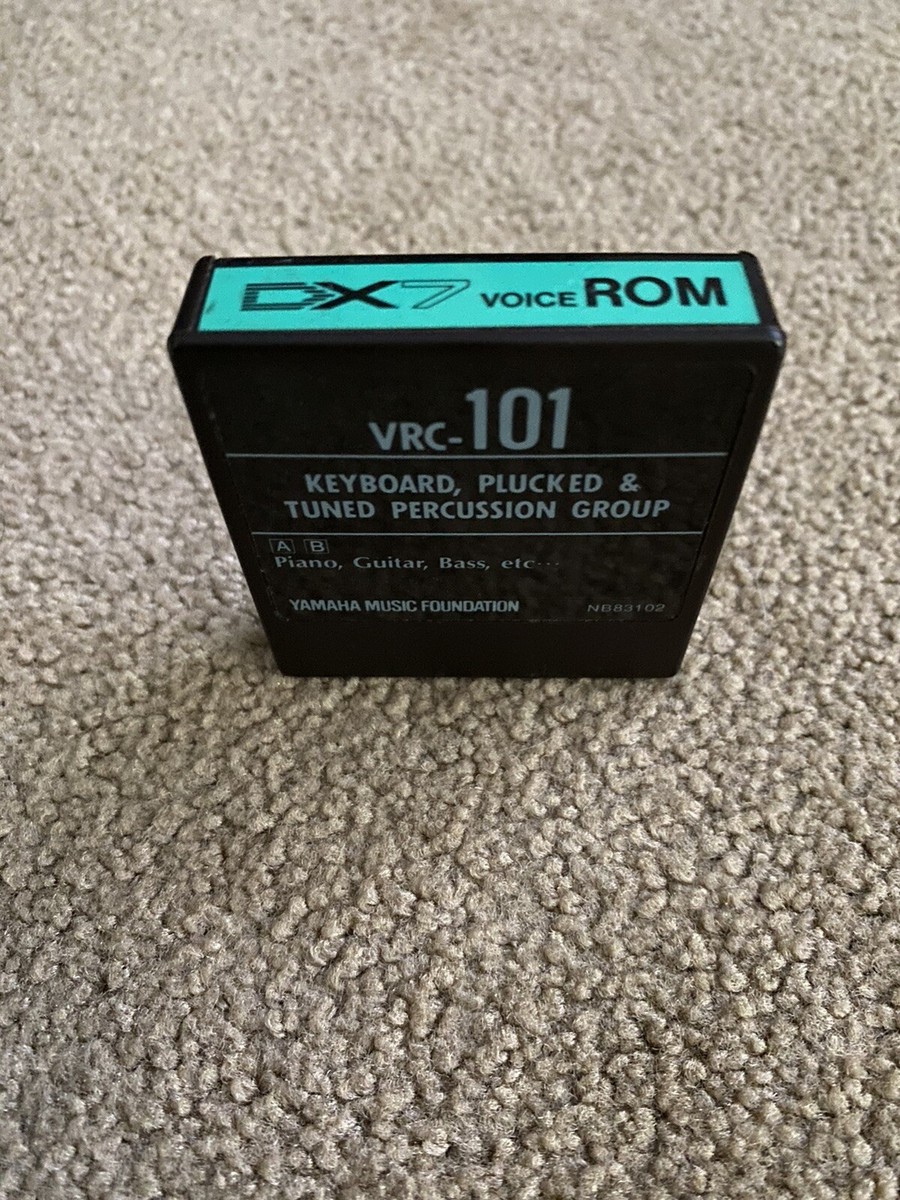 DX7 VOICE ROM
VRC-101
KEYBOARD, PLUCKED &
TUNED PERCUSSION GROUP
A B
Piano, Guitar, Bass, etc···
YAMAHA MUSIC FOUNDATION NB83102